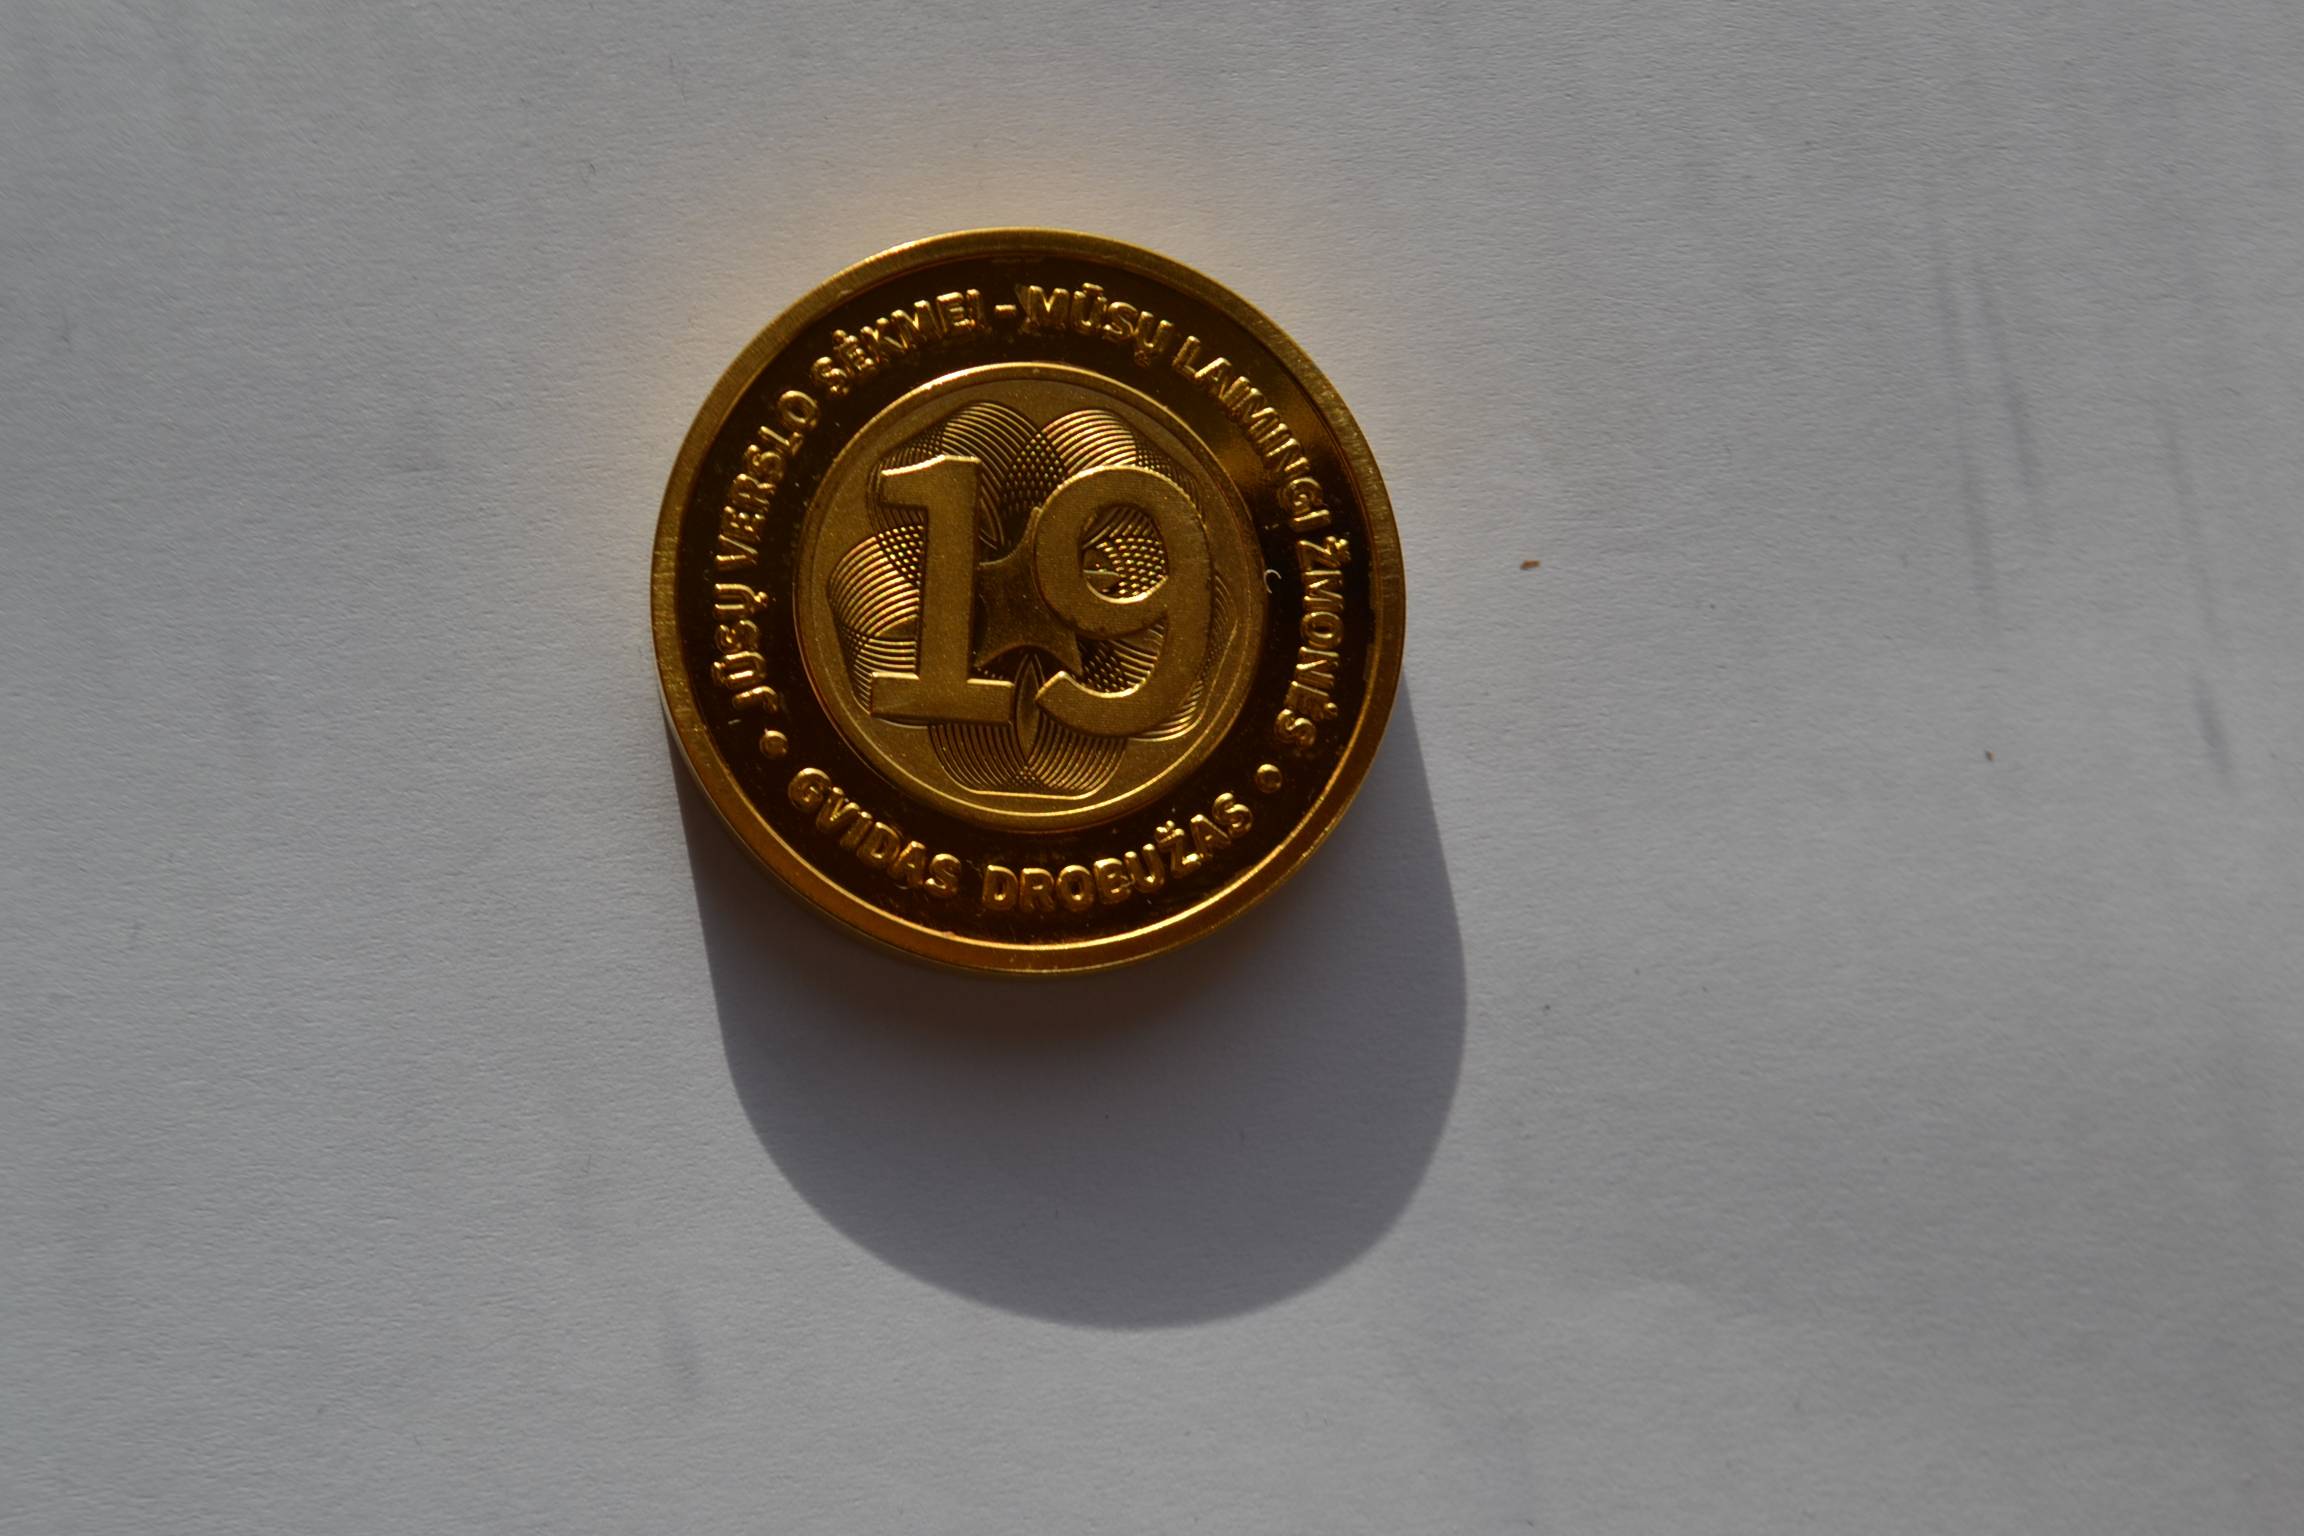 JŪSŲ VERSLO SĖKMEI - MŪSŲ LAIMINGI ŽMONĖS
19
GVIDAS DROBUŽAS